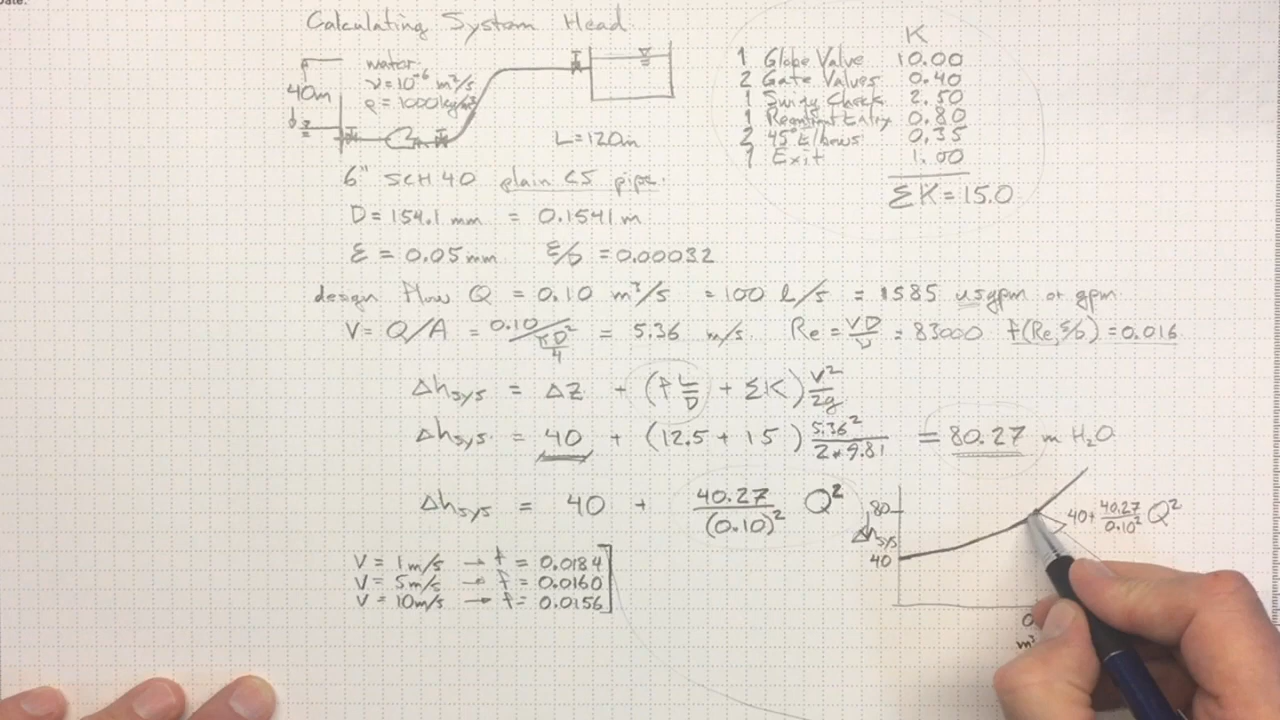 Date:
Calculating System Head
40m
water
ν=10⁻⁶ m²/s
ρ = 1000 kg/m³
L=120m
K
1 Globe Valve 10.00
2 Gate Valves 0.40
1 Swing Check 2.50
1 Reentrant Entry 0.80
2 45° Elbows 0.35
1 Exit 1.00
ΣK = 15.0
6" SCH 40 plain CS pipe.
D = 154.1 mm = 0.1541 m
ε = 0.05 mm ε/D = 0.00032
design flow Q = 0.10 m³/s = 100 l/s = 1585 usgpm or gpm
V = Q/A = 0.10/(πD²/4) = 5.36 m/s. Re = VD/ν = 83000 f(Re, ε/D) = 0.016
Δh_sys = ΔZ + (f L/D + ΣK) V²/2g
Δh_sys = 40 + (12.5 + 15) 5.36²/2*9.81 = 80.27 m H₂O
Δh_sys = 40 + 40.27/(0.10)² Q²
80
Δh_sys
40
40+ 40.27/0.10² Q²
V = 1m/s → f = 0.0184
V = 5m/s → f = 0.0160
V = 10m/s → f = 0.0156